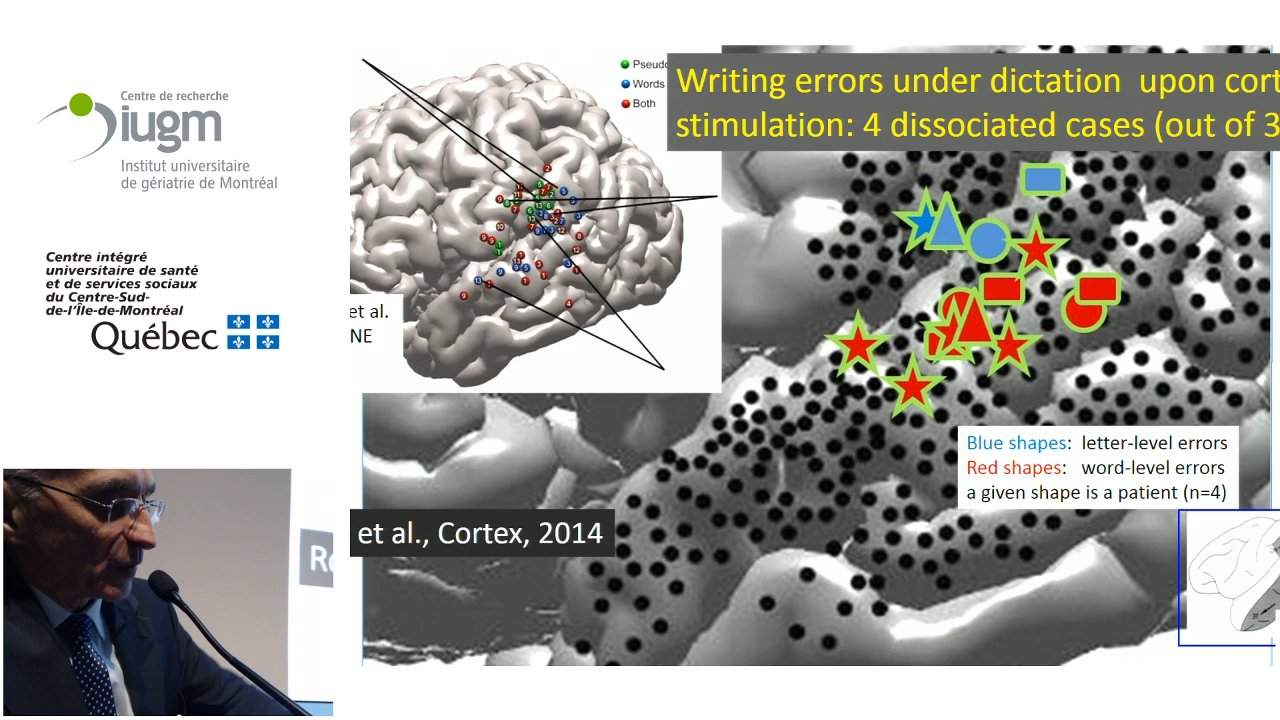 Centre de recherche
iugm
Institut universitaire
de gériatrie de Montréal
Centre intégré
universitaire de santé
et de services sociaux
du Centre-Sud-
de-l'Île-de-Montréal
Québec
Words
Both
Writing errors under dictation upon
stimulation: 4 dissociated cases (out of 3
et al.
NE
Blue shapes: letter-level errors
Red shapes: word-level errors
a given shape is a patient (n=4)
et al., Cortex, 2014